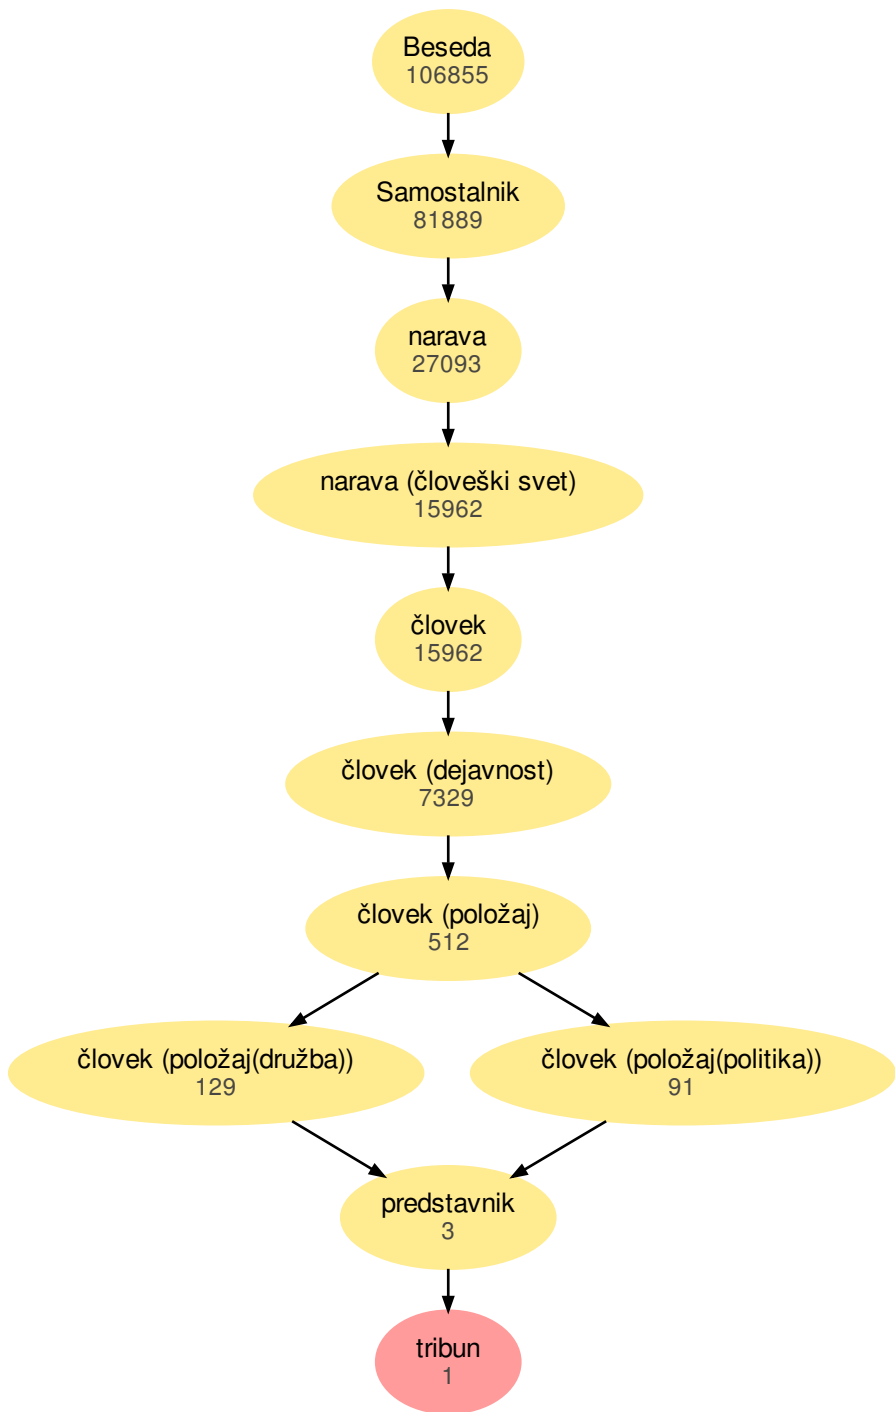 Beseda
106855
Samostalnik
81889
narava
27093
narava (človeški svet)
15962
človek
15962
človek (dejavnost)
7329
človek (položaj)
512
človek (položaj(družba))
129
človek (položaj(politika))
91
predstavnik
3
tribun
1